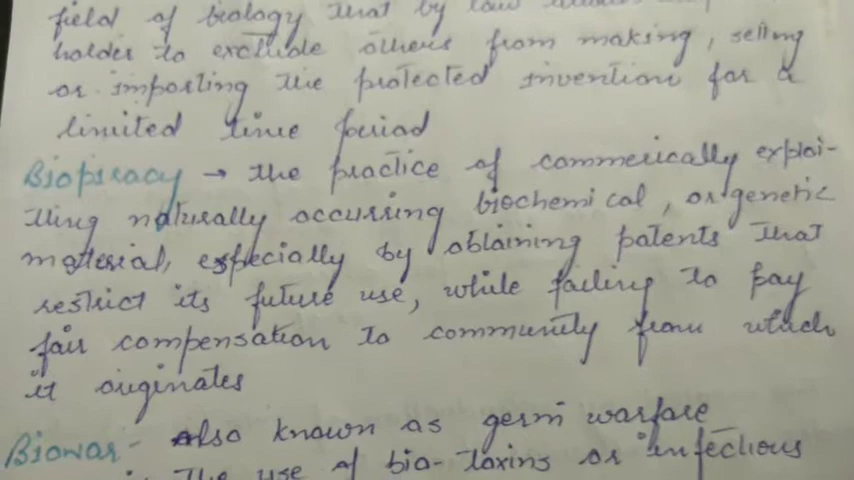 field of biology that by law
holder to exclude others from making, selling
or importing the protected invention for a
limited time period
Biopiracy → the practice of commerically exploi-
ting naturally occurring biochemical, or genetic
material, especially by obtaining patents that
restrict its future use, while failing to pay
fair compensation to community from which
it originates
Biowar - also known as germ warfare
the use of bio-toxins or infectious